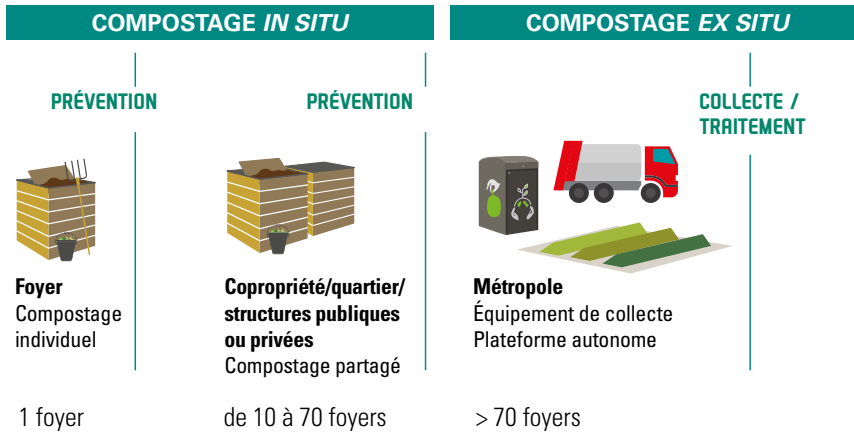 COMPOSTAGE IN SITU
COMPOSTAGE EX SITU
PRÉVENTION
PRÉVENTION
COLLECTE /
TRAITEMENT
Foyer
Compostage
individuel
Copropriété/quartier/
structures publiques
ou privées
Compostage partagé
Métropole
Équipement de collecte
Plateforme autonome
1 foyer
de 10 à 70 foyers
> 70 foyers